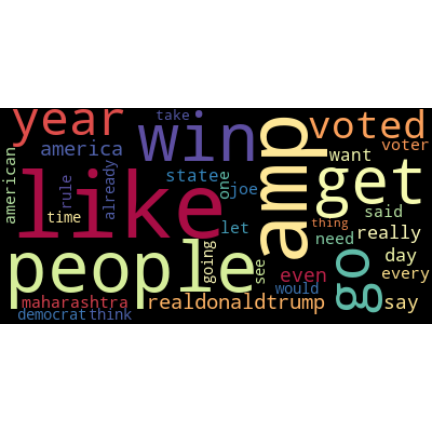 year
take
win
amp
voted
voter
america
want
american
like
rule
already
state
one
joe
get
time
let
thing
said
need
really
people
going
see
even
would
go
day
every
maharashtra
realdonaldtrump
say
democrat
think